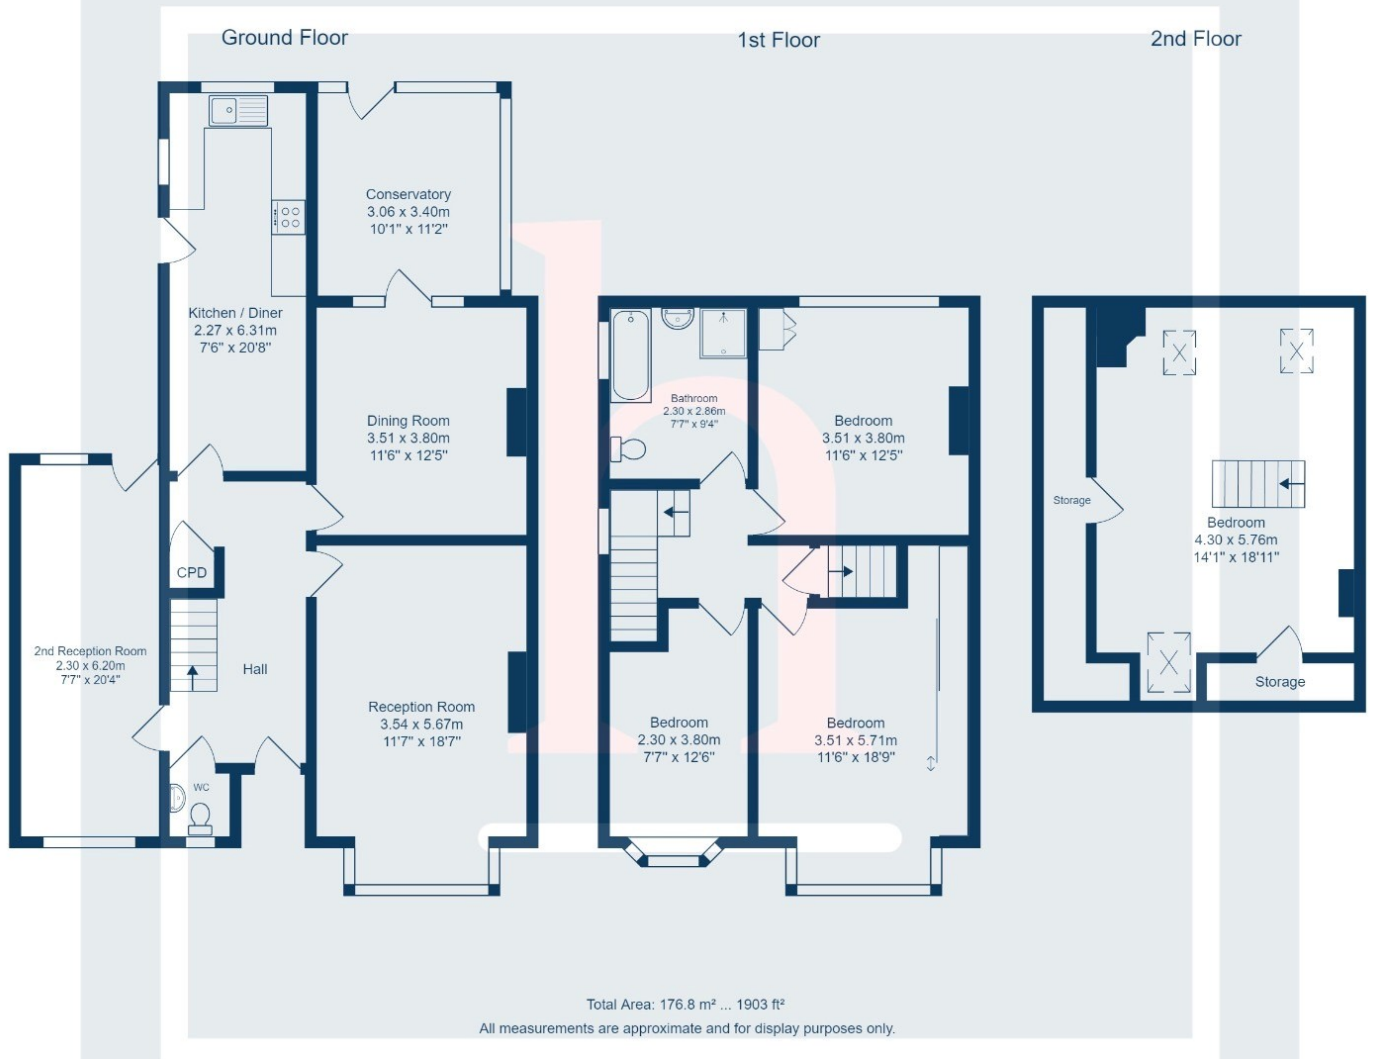 Ground Floor
1st Floor
2nd Floor
Conservatory
3.06 x 3.40m
10'1" x 11'2"
Kitchen / Diner
2.27 x 6.31m
7'6" x 20'8"
Dining Room
3.51 x 3.80m
11'6" x 12'5"
CPD
2nd Reception Room
2.30 x 6.20m
7'7" x 20'4"
Hall
Reception Room
3.54 x 5.67m
11'7" x 18'7"
WC
Bathroom
2.30 x 2.86m
7'7" x 9'4"
Bedroom
3.51 x 3.80m
11'6" x 12'5"
Bedroom
2.30 x 3.80m
7'7" x 12'6"
Bedroom
3.51 x 5.71m
11'6" x 18'9"
Storage
Bedroom
4.30 x 5.76m
14'1" x 18'11"
Storage
h
Total Area: 176.8 m² ... 1903 ft²
All measurements are approximate and for display purposes only.